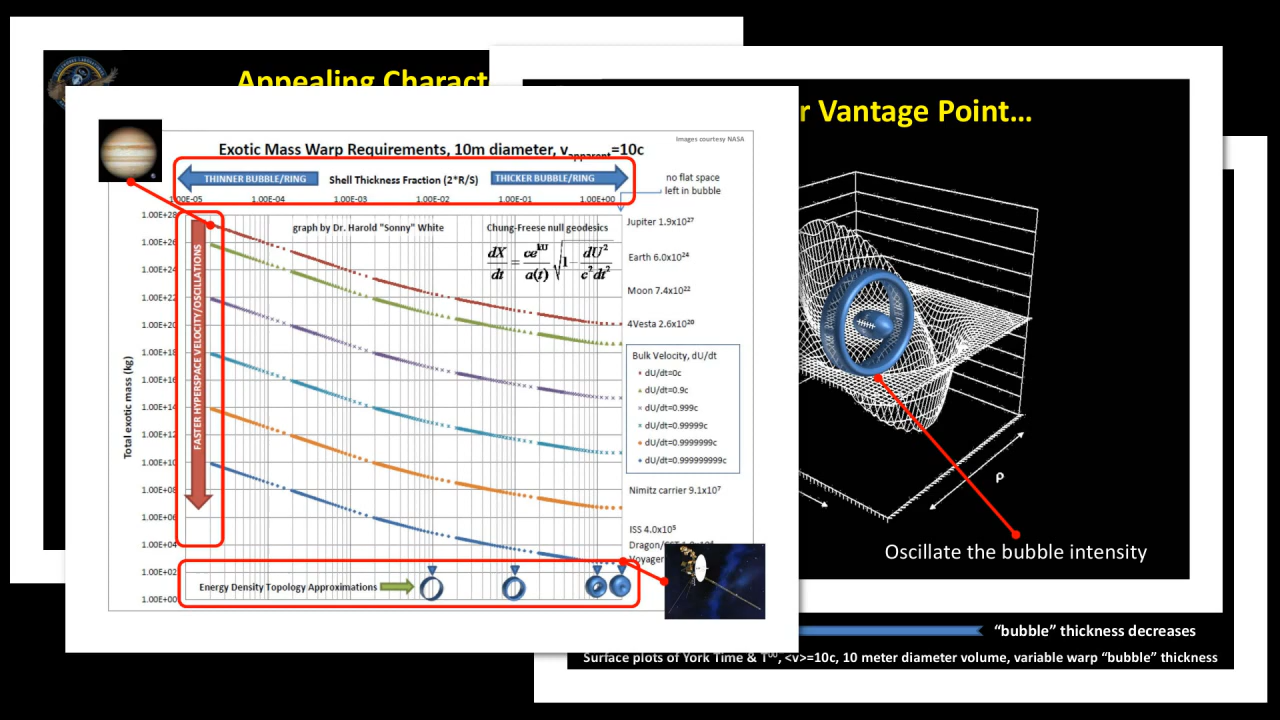 Appealing Charact
r Vantage Point...
Images courtesy NASA
Exotic Mass Warp Requirements, 10m diameter, v_apparent=10c
THINNER BUBBLE/RING
Shell Thickness Fraction (2*R/S)
THICKER BUBBLE/RING
no flat space
left in bubble
1.00E-04
1.00E-03
1.00E-02
1.00E-01
1.00E+00
1.00E+28
1.00E+26
1.00E+24
1.00E+22
1.00E+20
1.00E+18
1.00E+16
1.00E+14
1.00E+12
1.00E+10
1.00E+08
1.00E+06
1.00E+04
1.00E+02
1.00E+00
Total exotic mass (kg)
FASTER HYPERSPACE VELOCITY/OSCILLATIONS
graph by Dr. Harold "Sonny" White
Chung-Freese null geodesics
dX/dt = ce^{kU}/a(t) √(1 - dU²/c²dt²)
Jupiter 1.9x10²⁷
Earth 6.0x10²⁴
Moon 7.4x10²²
4Vesta 2.6x10²⁰
Bulk Velocity, dU/dt
dU/dt=0c
dU/dt=0.9c
dU/dt=0.999c
dU/dt=0.99999c
dU/dt=0.9999999c
dU/dt=0.999999999c
Nimitz carrier 9.1x10⁷
ISS 4.0x10⁵
Voyager
Energy Density Topology Approximations
ρ
Oscillate the bubble intensity
“bubble” thickness decreases
Surface plots of York Time & T⁰⁰, <v>=10c, 10 meter diameter volume, variable warp “bubble” thickness